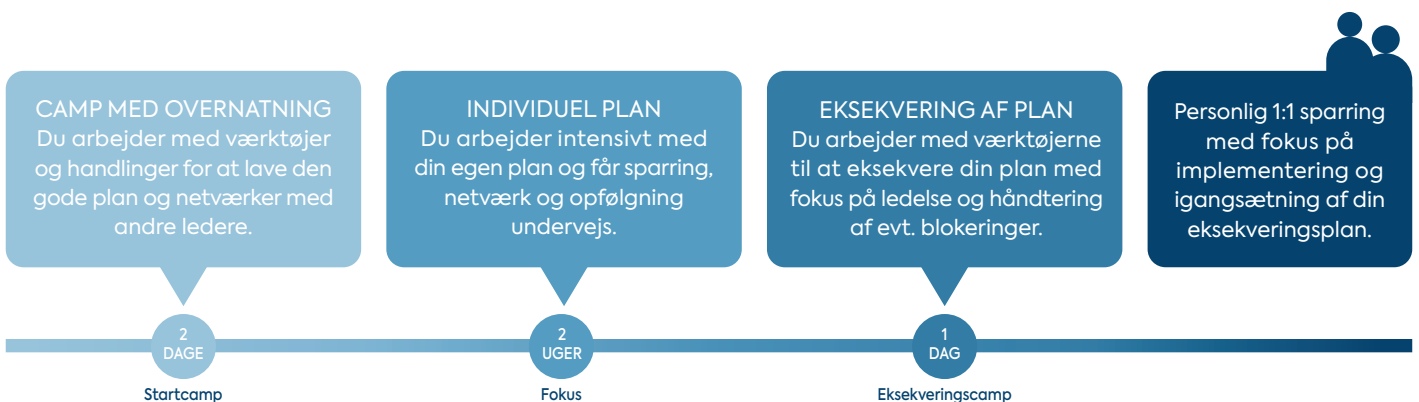 CAMP MED OVERNATNING
Du arbejder med værktøjer
og handlinger for at lave den
gode plan og netværker med
andre ledere.
INDIVIDUEL PLAN
Du arbejder intensivt med
din egen plan og får sparring,
netværk og opfølgning
undervejs.
EKSEKVERING AF PLAN
Du arbejder med værktøjerne
til at eksekvere din plan med
fokus på ledelse og håndtering
af evt. blokeringer.
Personlig 1:1 sparring
med fokus på
implementering og
igangsætning af din
eksekveringsplan.
2
DAGE
Startcamp
2
UGER
Fokus
1
DAG
Eksekveringscamp